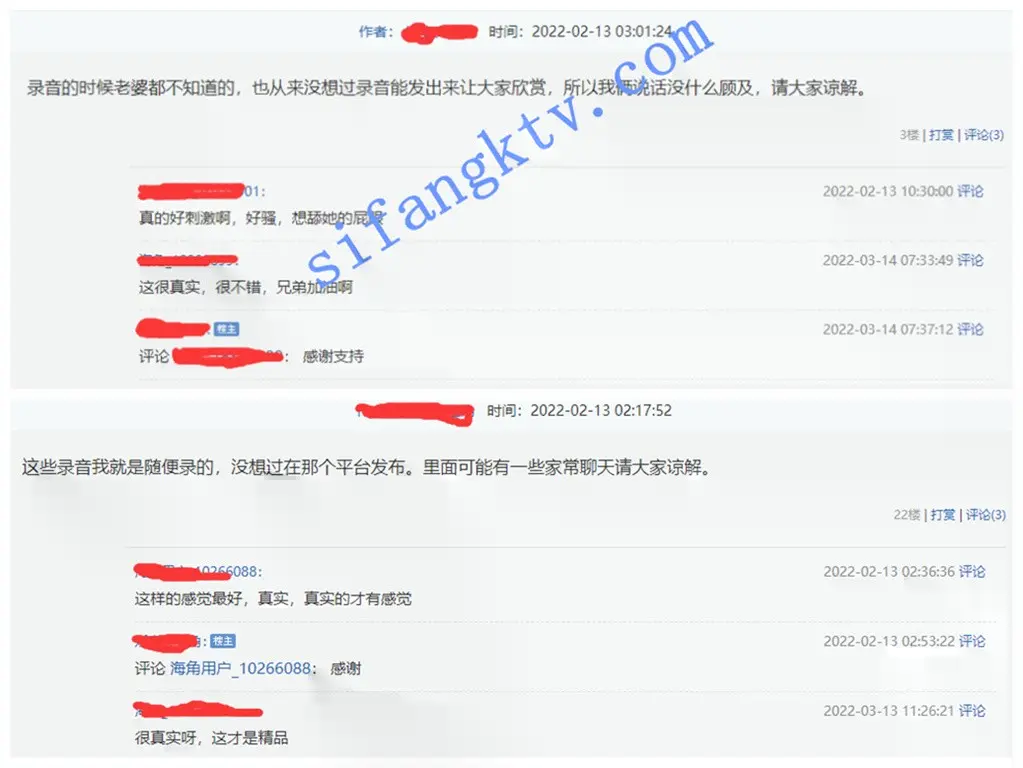 作者： 时间：2022-02-13 03:01:24
录音的时候老婆都不知道的，也从来没想过录音能发出来让大家欣赏，所以我俩说话没什么顾及，请大家谅解。
3楼 | 打赏 | 评论(3)
01: 2022-02-13 10:30:00 评论
真的好刺激啊，好骚，想舔她的屁眼
2022-03-14 07:33:49 评论
这很真实，很不错，兄弟加油啊
楼主 2022-03-14 07:37:12 评论
评论 ： 感谢支持
sifangktv.com
时间：2022-02-13 02:17:52
这些录音我就是随便录的，没想过在那个平台发布。里面可能有一些家常聊天请大家谅解。
22楼 | 打赏 | 评论(3)
10266088: 2022-02-13 02:36:36 评论
这样的感觉最好，真实，真实的才有感觉
: 楼主 2022-02-13 02:53:22 评论
评论 海角用户_10266088： 感谢
2022-03-13 11:26:21 评论
很真实呀，这才是精品